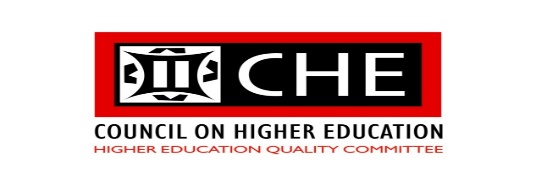 CHE
COUNCIL ON HIGHER EDUCATION
HIGHER EDUCATION QUALITY COMMITTEE